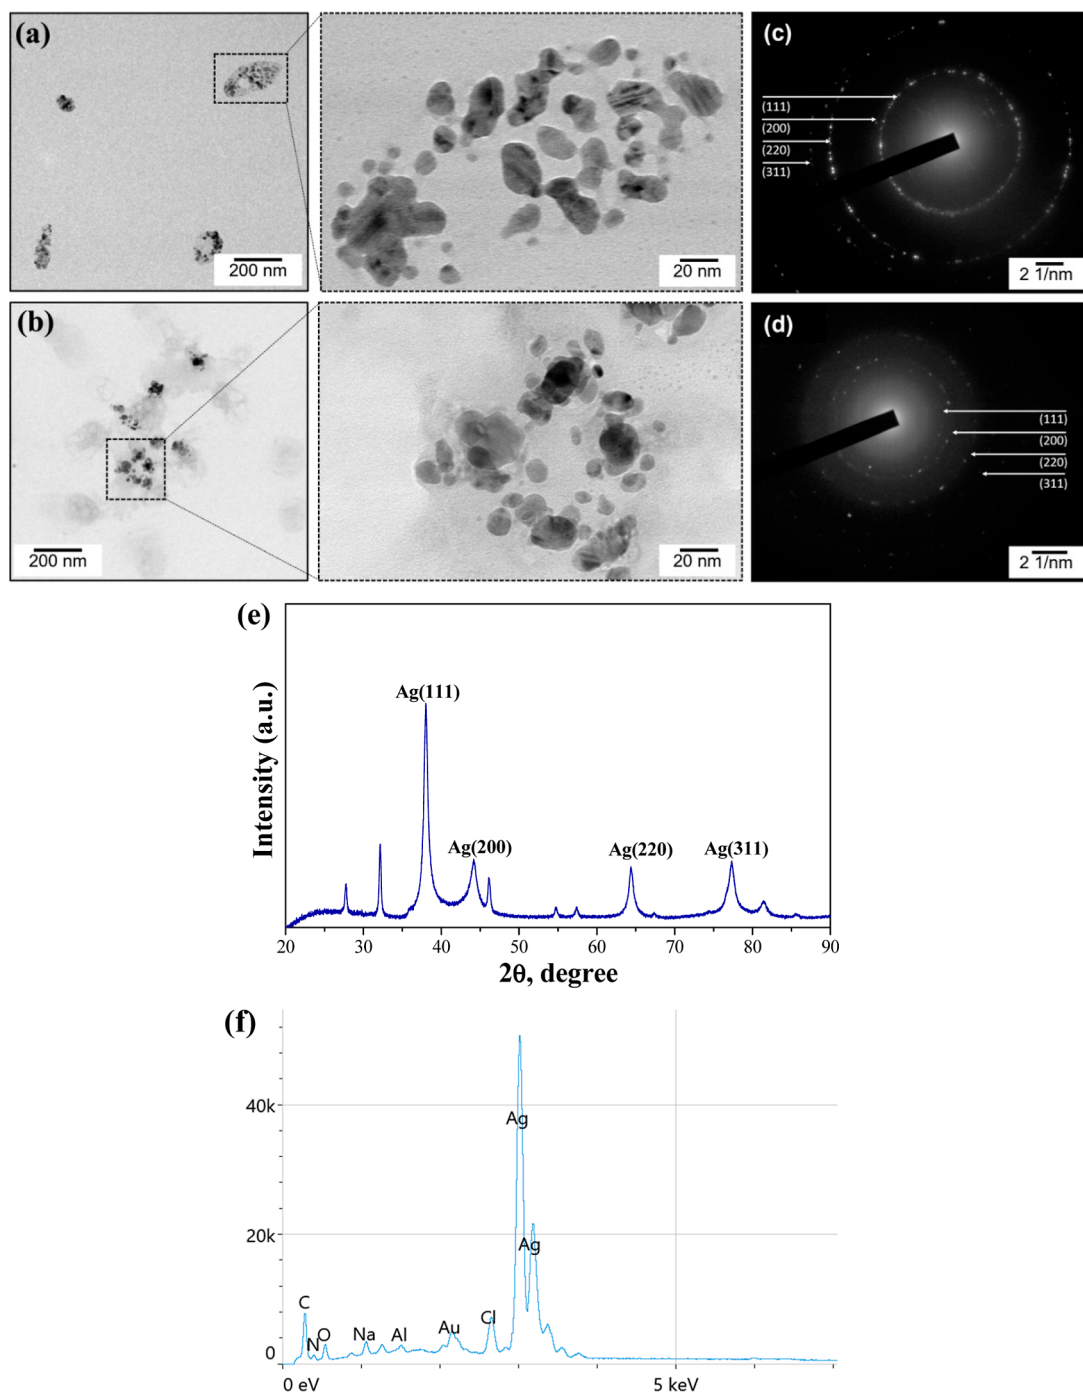 (a)
200 nm
20 nm
(c)
(111)
(200)
(220)
(311)
2 1/nm
(b)
200 nm
20 nm
(d)
(111)
(200)
(220)
(311)
2 1/nm
(e)
Intensity (a.u.)
Ag(111)
Ag(200)
Ag(220)
Ag(311)
20 30 40 50 60 70 80 90
2θ, degree
(f)
40k
20k
0
C
N
O
Na
Al
Au
Cl
Ag
Ag
0 eV
5 keV